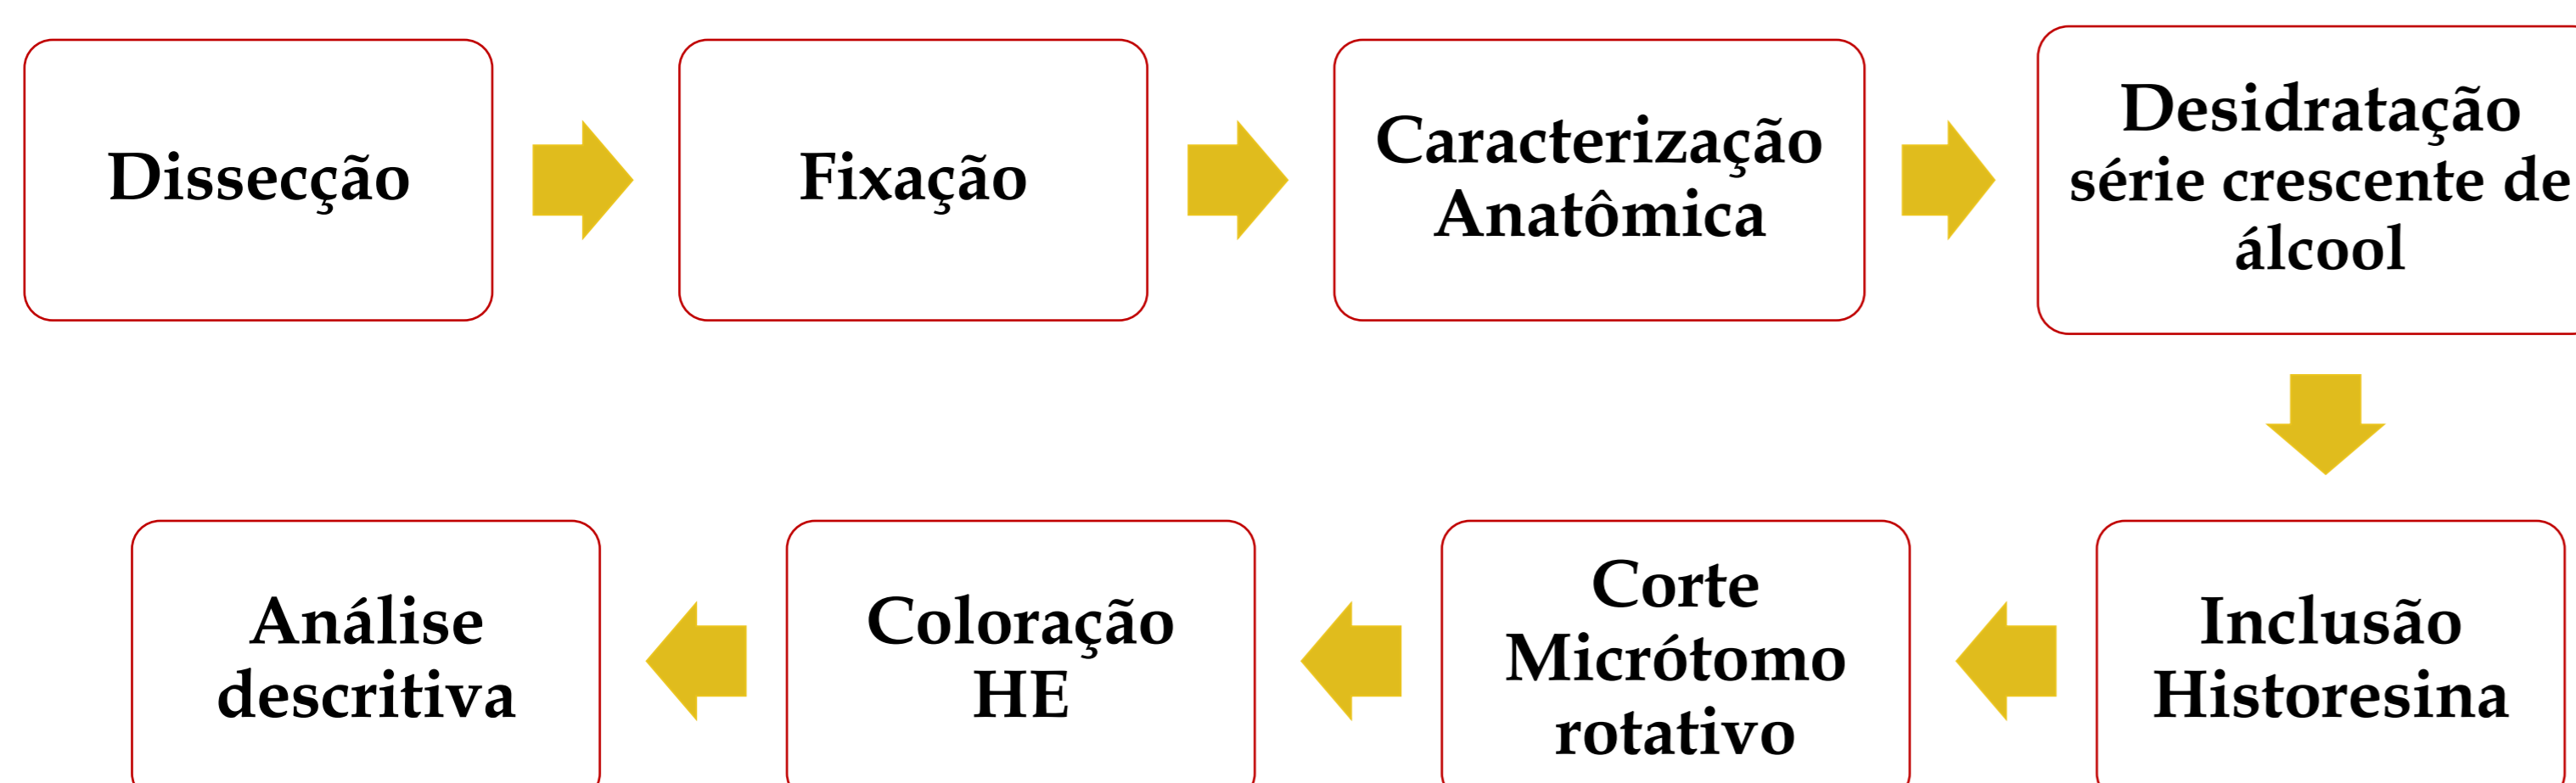 Dissecção
Fixação
Caracterização
Anatômica
Desidratação
série crescente de
álcool
Inclusão
Historesina
Corte
Micrótomo
rotativo
Coloração
HE
Análise
descritiva